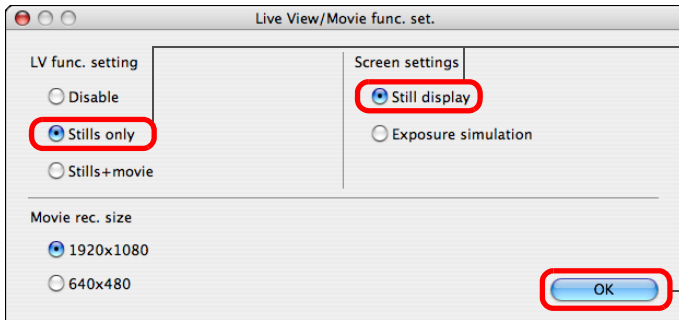 Live View/Movie func. set.
LV func. setting
Disable
Stills only
Stills+movie
Screen settings
Still display
Exposure simulation
Movie rec. size
1920x1080
640x480
OK